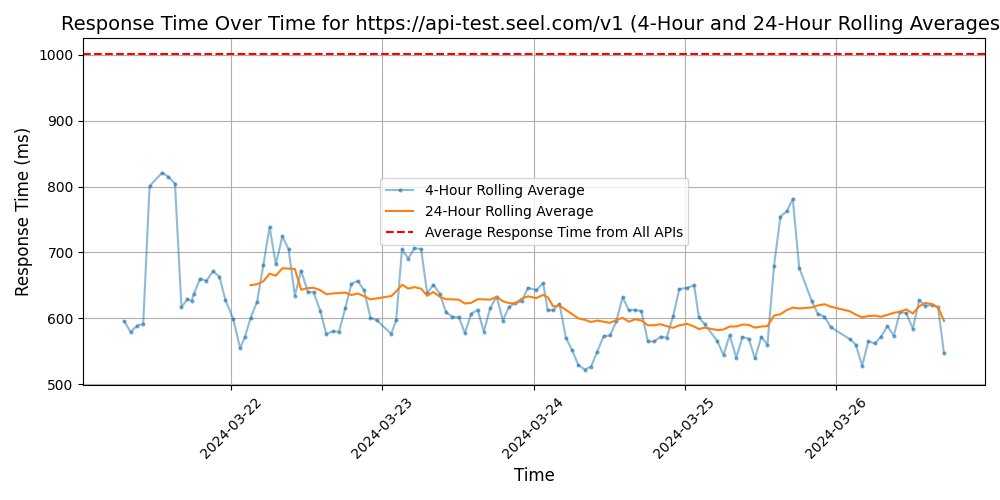 Response Time Over Time for https://api-test.seel.com/v1 (4-Hour and 24-Hour Rolling Averages
Response Time (ms)
1000
900
800
700
600
500
4-Hour Rolling Average
24-Hour Rolling Average
Average Response Time from All APIs
2024-03-22
2024-03-23
2024-03-24
2024-03-25
2024-03-26
Time